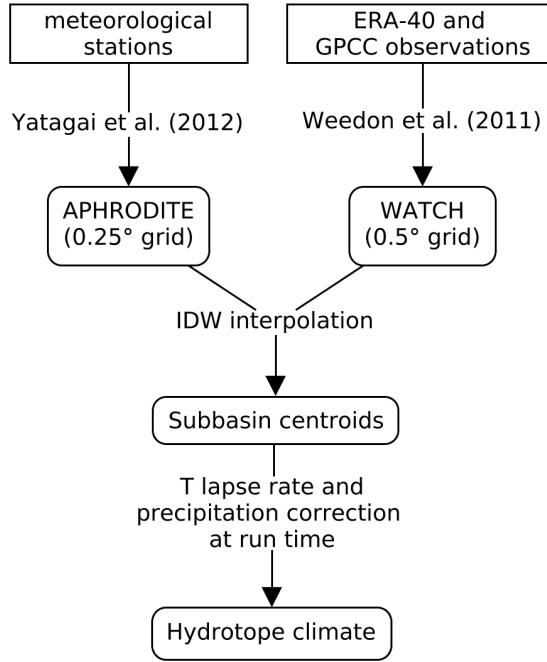 meteorological
stations
ERA-40 and
GPCC observations
Yatagai et al. (2012)
Weedon et al. (2011)
APHRODITE
(0.25° grid)
WATCH
(0.5° grid)
IDW interpolation
Subbasin centroids
T lapse rate and
precipitation correction
at run time
Hydrotope climate